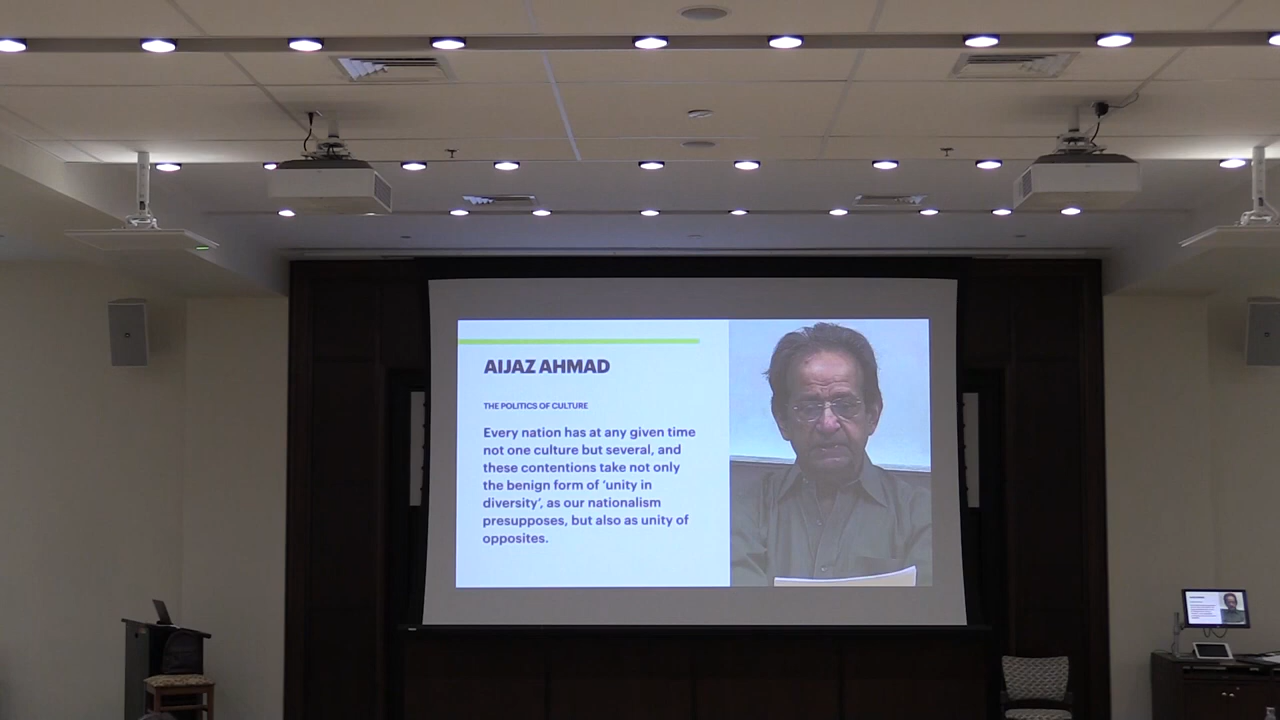 AIJAZ AHMAD
THE POLITICS OF CULTURE
Every nation has at any given time
not one culture but several, and
these contentions take not only
the benign form of ‘unity in
diversity’, as our nationalism
presupposes, but also as unity of
opposites.